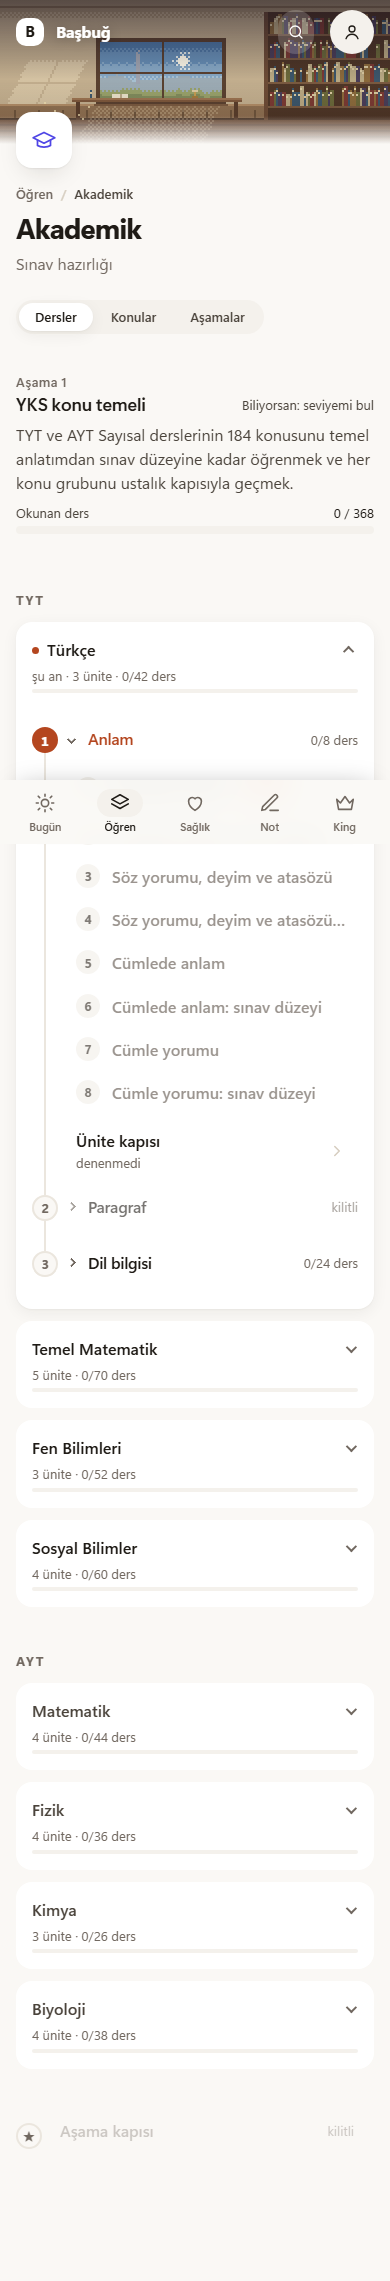 B Başbuğ
Öğren / Akademik
Akademik
Sınav hazırlığı
Dersler Konular Aşamalar
Aşama 1
YKS konu temeli Biliyorsan: seviyemi bul
TYT ve AYT Sayısal derslerinin 184 konusunu temel
anlatımdan sınav düzeyine kadar öğrenmek ve her
konu grubunu ustalık kapısıyla geçmek.
Okunan ders 0 / 368
TYT
Türkçe
şu an · 3 ünite · 0/42 ders
1 Anlam 0/8 ders
Bugün Öğren Sağlık Not King
3 Söz yorumu, deyim ve atasözü
4 Söz yorumu, deyim ve atasözü...
5 Cümlede anlam
6 Cümlede anlam: sınav düzeyi
7 Cümle yorumu
8 Cümle yorumu: sınav düzeyi
Ünite kapısı
denenmedi
2 Paragraf kilitli
3 Dil bilgisi 0/24 ders
Temel Matematik
5 ünite · 0/70 ders
Fen Bilimleri
3 ünite · 0/52 ders
Sosyal Bilimler
4 ünite · 0/60 ders
AYT
Matematik
4 ünite · 0/44 ders
Fizik
4 ünite · 0/36 ders
Kimya
3 ünite · 0/26 ders
Biyoloji
4 ünite · 0/38 ders
Aşama kapısı kilitli